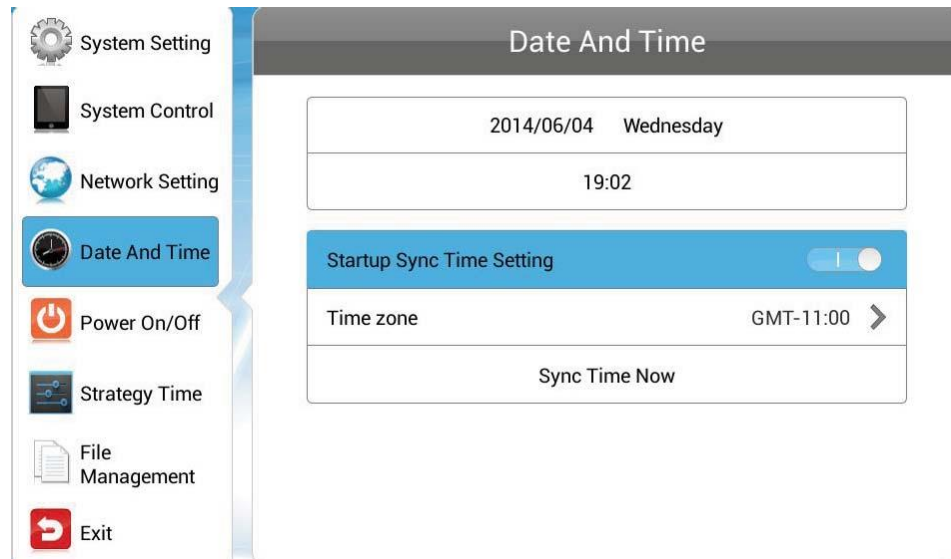 System Setting
System Control
Network Setting
Date And Time
Power On/Off
Strategy Time
File
Management
Exit
Date And Time
2014/06/04 Wednesday
19:02
Startup Sync Time Setting
Time zone GMT-11:00
Sync Time Now